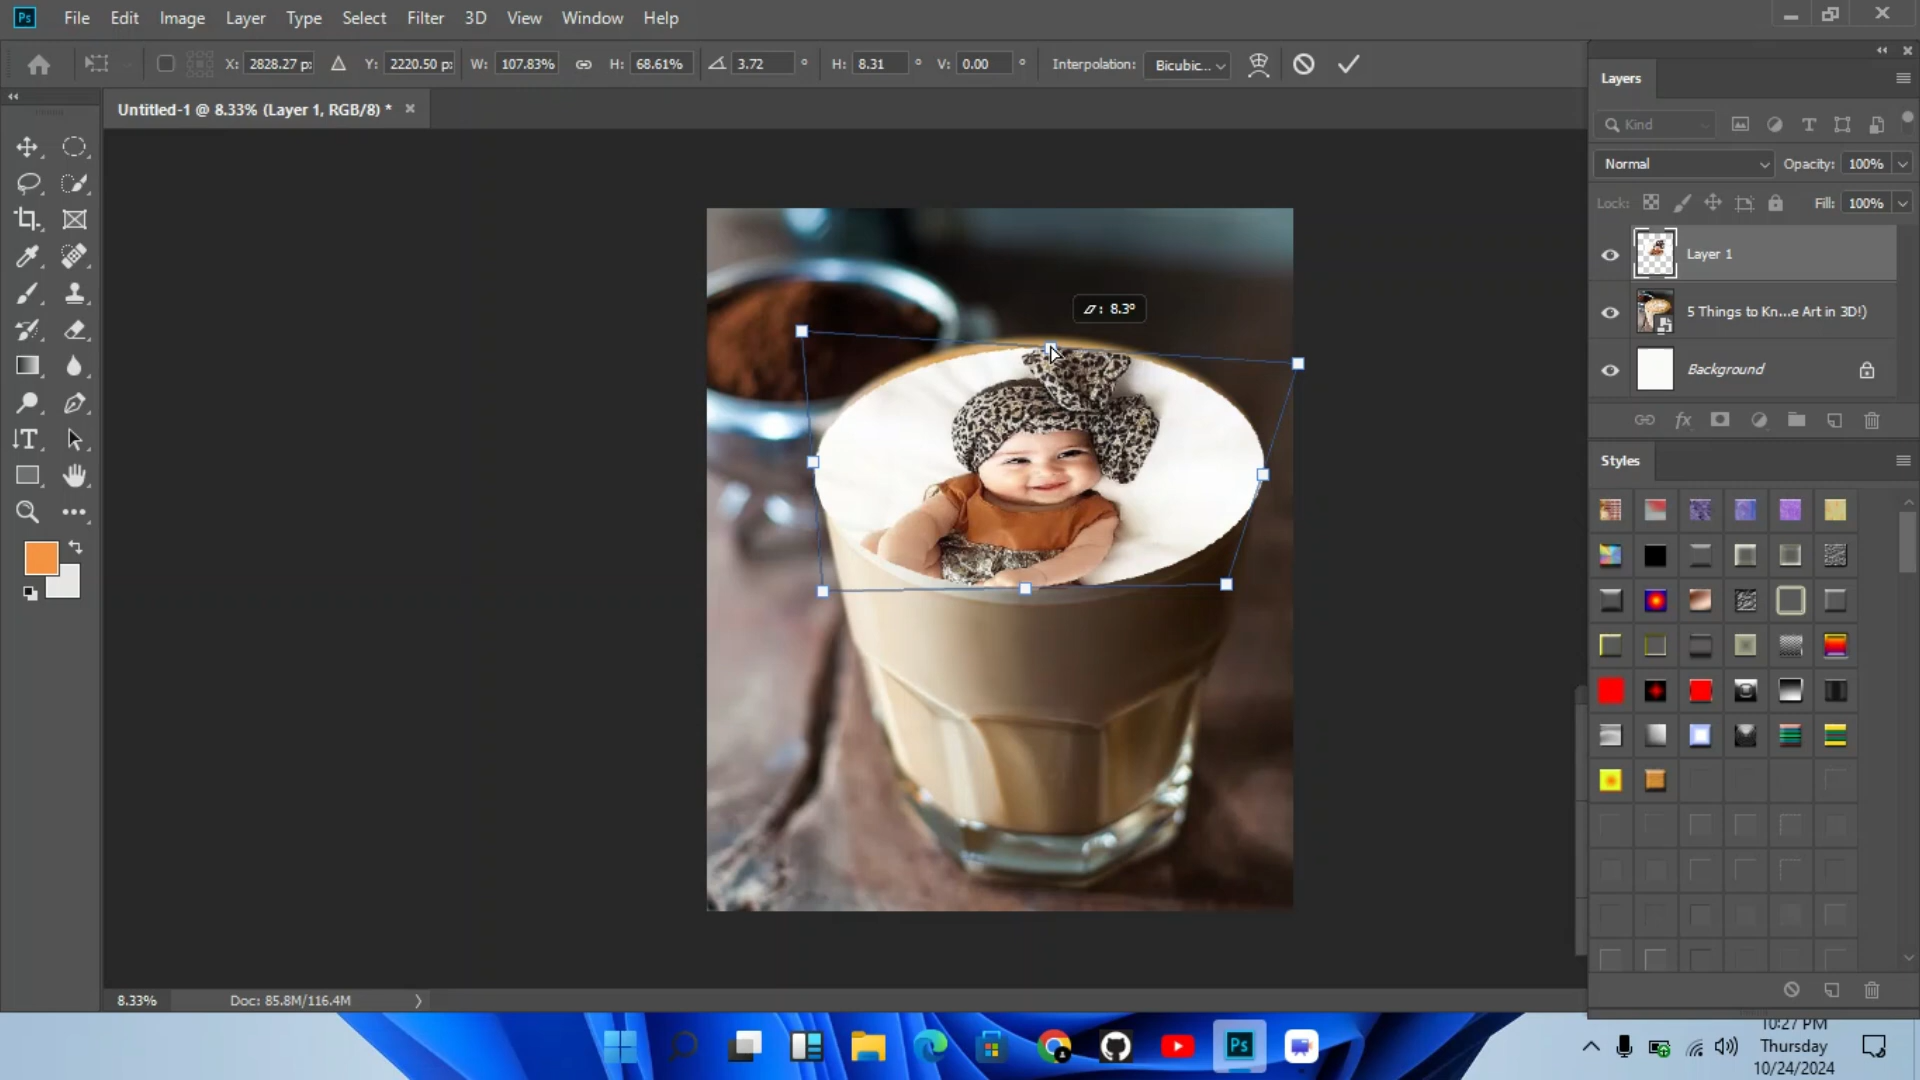 Ps File Edit Image Layer Type Select Filter 3D View Window Help
X: 2828.27 p: Y: 2220.50 p: W: 107.83% H: 68.61% 3.72 ° H: 8.31 ° V: 0.00 ° Interpolation: Bicubic...
Untitled-1 @ 8.33% (Layer 1, RGB/8) *
: 8.3°
Layers
Kind
Normal Opacity: 100%
Lock: Fill: 100%
Layer 1
5 Things to Kn...e Art in 3D!)
Background
fx
Styles
8.33% Doc: 85.8M/116.4M
Ps
10:27 PM
Thursday
10/24/2024